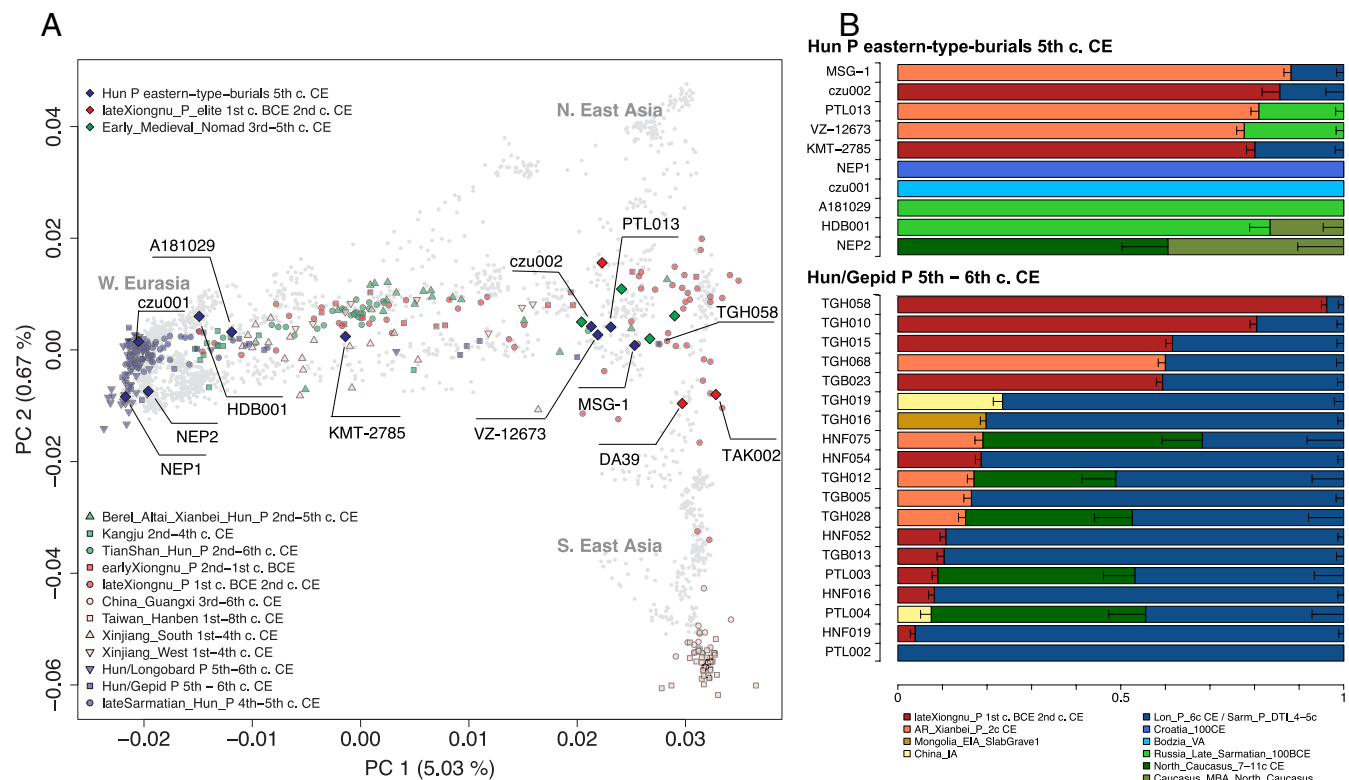 A
B
Hun P eastern-type-burials 5th c. CE
lateXiongnu_P_elite 1st c. BCE 2nd c. CE
Early_Medieval_Nomad 3rd-5th c. CE
N. East Asia
W. Eurasia
S. East Asia
A181029
czu001
HDB001
NEP2
NEP1
KMT-2785
czu002
PTL013
TGH058
MSG-1
VZ-12673
DA39
TAK002
Berel_Altai_Xianbei_Hun_P 2nd-5th c. CE
Kangju 2nd-4th c. CE
TianShan_Hun_P 2nd-6th c. CE
earlyXiongnu_P 2nd-1st c. BCE
lateXiongnu_P 1st c. BCE 2nd c. CE
China_Guangxi 3rd-6th c. CE
Taiwan_Hanben 1st-8th c. CE
Xinjiang_South 1st-4th c. CE
Xinjiang_West 1st-4th c. CE
Hun/Longobard P 5th-6th c. CE
Hun/Gepid P 5th - 6th c. CE
lateSarmatian_Hun_P 4th-5th c. CE
PC 2 (0.67 %)
0.04
0.02
0.00
−0.02
−0.04
−0.06
−0.02
−0.01
0.00
0.01
0.02
0.03
PC 1 (5.03 %)
Hun P eastern-type-burials 5th c. CE
MSG-1
czu002
PTL013
VZ-12673
KMT-2785
NEP1
czu001
A181029
HDB001
NEP2
Hun/Gepid P 5th − 6th c. CE
TGH058
TGH010
TGH015
TGH068
TGB023
TGH019
TGH016
HNF075
HNF054
TGH012
TGB005
TGH028
HNF052
TGB013
PTL003
HNF016
PTL004
HNF019
PTL002
0
0.5
1
lateXiongnu_P 1st c. BCE 2nd c. CE
AR_Xianbei_P_2c CE
Mongolia_EIA_SlabGrave1
China_IA
Lon_P_6c CE / Sarm_P_DTI_4-5c
Croatia_100CE
Bodzia_VA
Russia_Late_Sarmatian_100BCE
North_Caucasus_7-11c CE
Caucasus_MBA_North_Caucasus